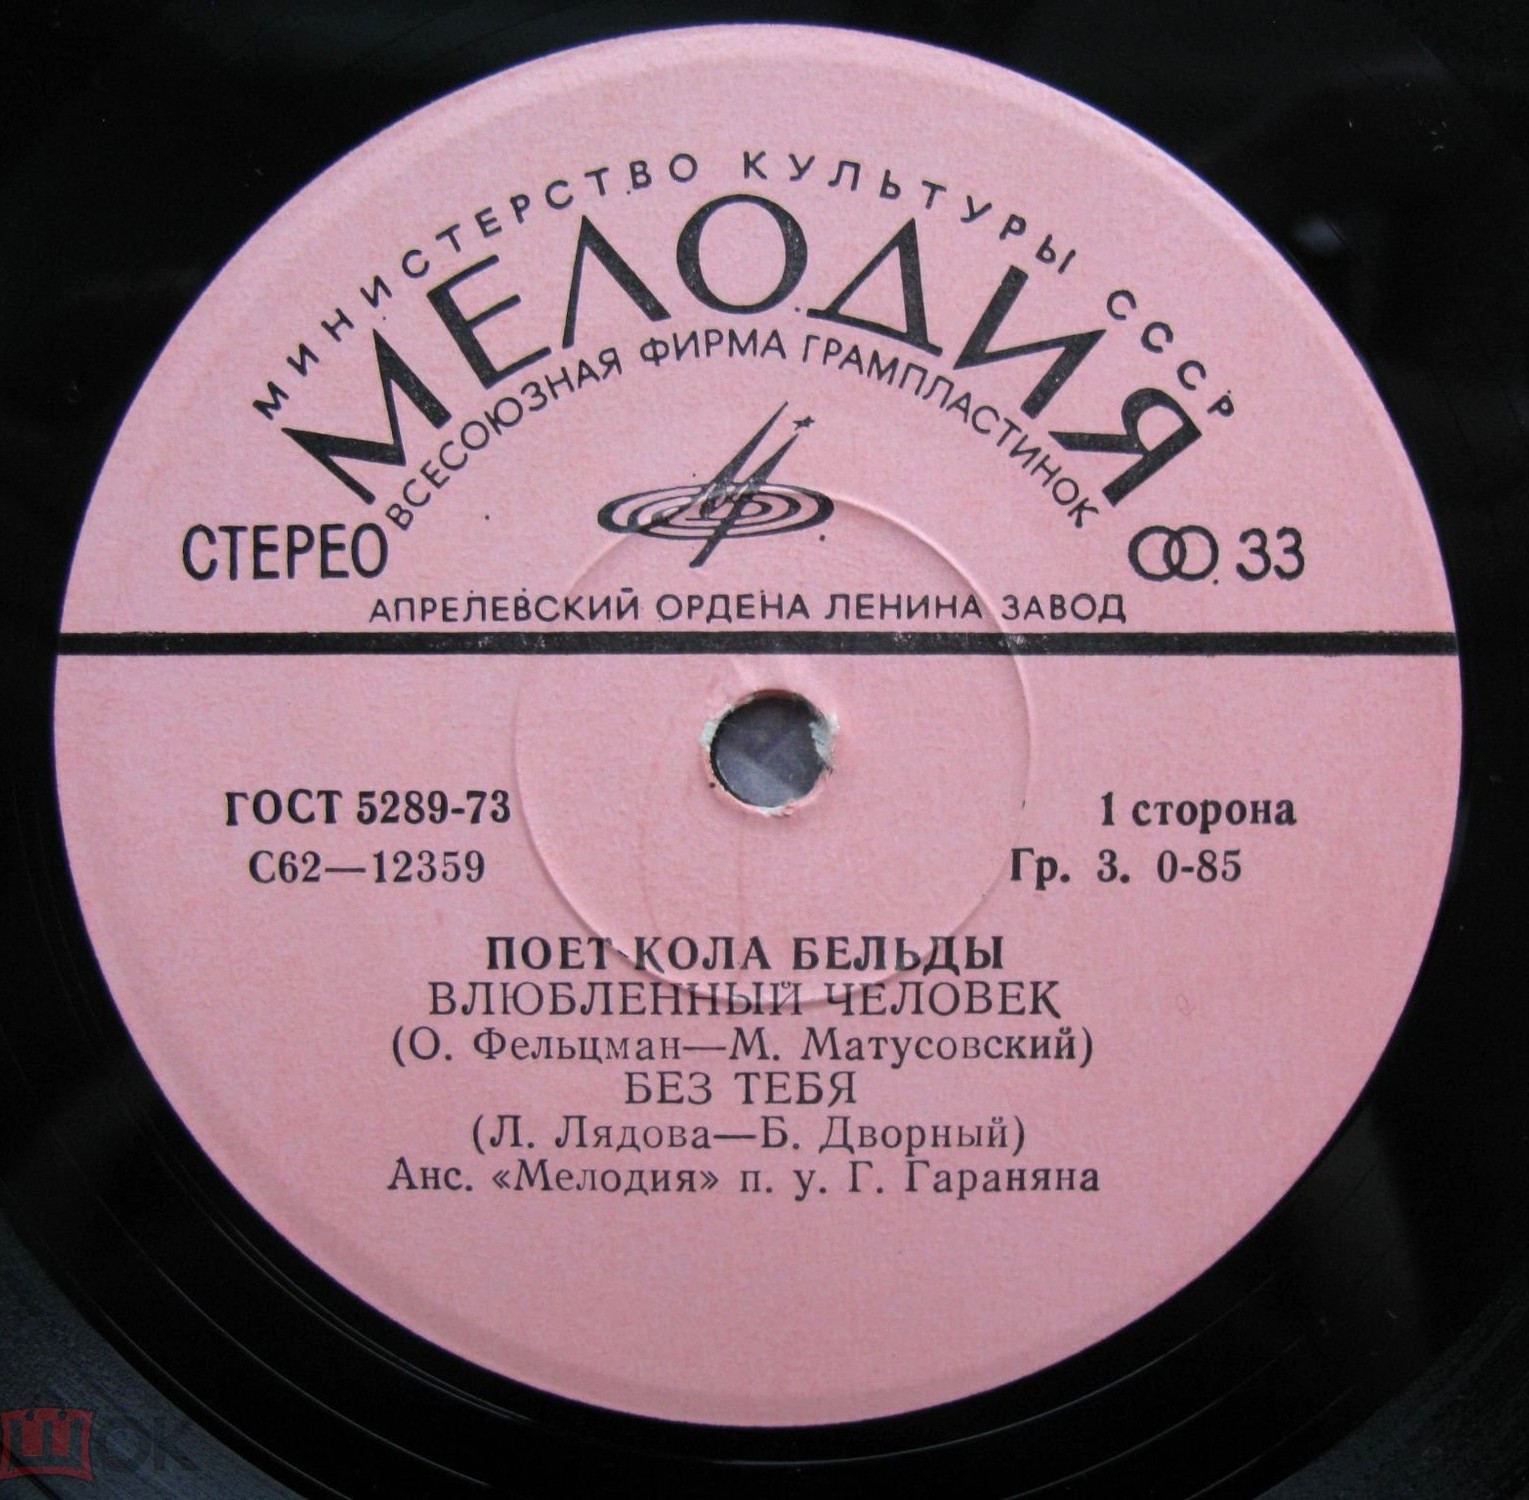 МИНИСТЕРСТВО КУЛЬТУРЫ СССР
МЕЛОДИЯ
ВСЕСОЮЗНАЯ ФИРМА ГРАМПЛАСТИНОК
СТЕРЕО
33
АПРЕЛЕВСКИЙ ОРДЕНА ЛЕНИНА ЗАВОД
ГОСТ 5289-73
1 сторона
С62—12359
Гр. 3. 0-85
ПОЕТ КОЛА БЕЛЬДЫ
ВЛЮБЛЕННЫЙ ЧЕЛОВЕК
(О. Фельцман—М. Матусовский)
БЕЗ ТЕБЯ
(Л. Лядова—Б. Дворный)
Анс. «Мелодия» п. у. Г. Гараняна
Шок